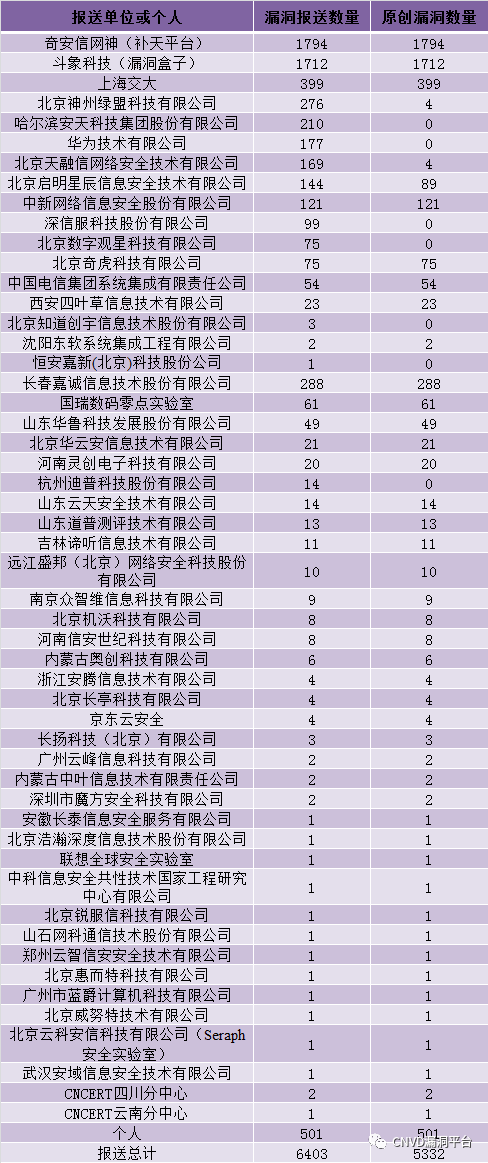 报送单位或个人 漏洞报送数量 原创漏洞数量
奇安信网神（补天平台） 1794 1794
斗象科技（漏洞盒子） 1712 1712
上海交大 399 399
北京神州绿盟科技有限公司 276 4
哈尔滨安天科技集团股份有限公司 210 0
华为技术有限公司 177 0
北京天融信网络安全技术有限公司 169 4
北京启明星辰信息安全技术有限公司 144 89
中新网络信息安全股份有限公司 121 121
深信服科技股份有限公司 99 0
北京数字观星科技有限公司 75 0
北京奇虎科技有限公司 75 75
中国电信集团系统集成有限责任公司 54 54
西安四叶草信息技术有限公司 23 23
北京知道创宇信息技术股份有限公司 3 0
沈阳东软系统集成工程有限公司 2 2
恒安嘉新(北京)科技股份公司 1 0
长春嘉诚信息技术股份有限公司 288 288
国瑞数码零点实验室 61 61
山东华鲁科技发展股份有限公司 49 49
北京华云安信息技术有限公司 21 21
河南灵创电子科技有限公司 20 20
杭州迪普科技股份有限公司 14 0
山东云天安全技术有限公司 14 14
山东道普测评技术有限公司 13 13
吉林谛听信息技术有限公司 11 11
远江盛邦（北京）网络安全科技股份
有限公司 10 10
南京众智维信息科技有限公司 9 9
北京机沃科技有限公司 8 8
河南信安世纪科技有限公司 8 8
内蒙古奥创科技有限公司 6 6
浙江安腾信息技术有限公司 4 4
北京长亭科技有限公司 4 4
京东云安全 4 4
长扬科技（北京）有限公司 3 3
广州云峰信息科技有限公司 2 2
内蒙古中叶信息技术有限责任公司 2 2
深圳市魔方安全科技有限公司 2 2
安徽长泰信息安全服务有限公司 1 1
北京浩瀚深度信息技术股份有限公司 1 1
联想全球安全实验室 1 1
中科信息安全共性技术国家工程研究
中心有限公司 1 1
北京锐服信科技有限公司 1 1
山石网科通信技术股份有限公司 1 1
郑州云智信安安全技术有限公司 1 1
北京惠而特科技有限公司 1 1
广州市蓝爵计算机科技有限公司 1 1
北京威努特技术有限公司 1 1
北京云科安信科技有限公司（Seraph
安全实验室） 1 1
武汉安域信息安全技术有限公司 1 1
CNCERT四川分中心 2 2
CNCERT云南分中心 1 1
个人 501 501
报送总计 6403 5332
CNVD漏洞平台